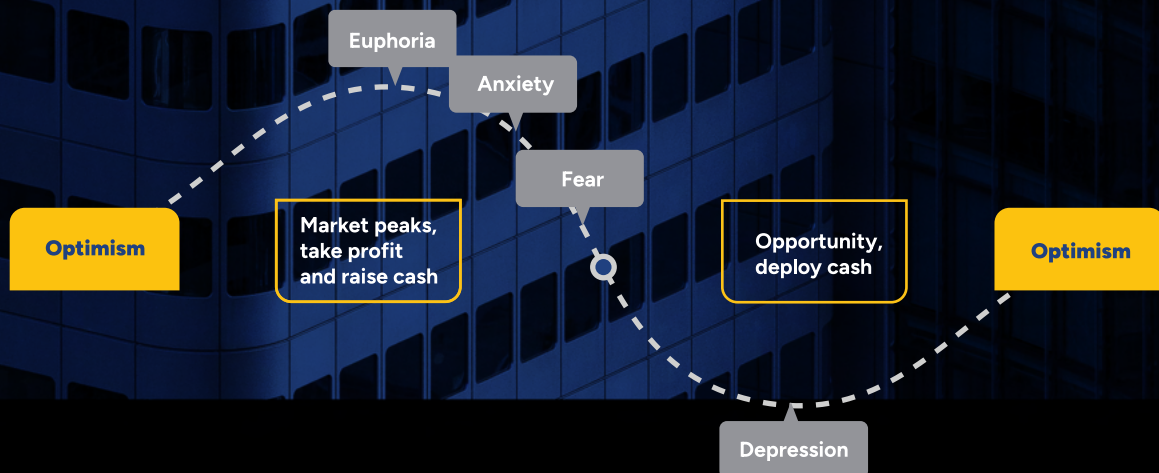 Euphoria
Anxiety
Fear
Optimism
Market peaks,
take profit
and raise cash
Opportunity,
deploy cash
Optimism
Depression